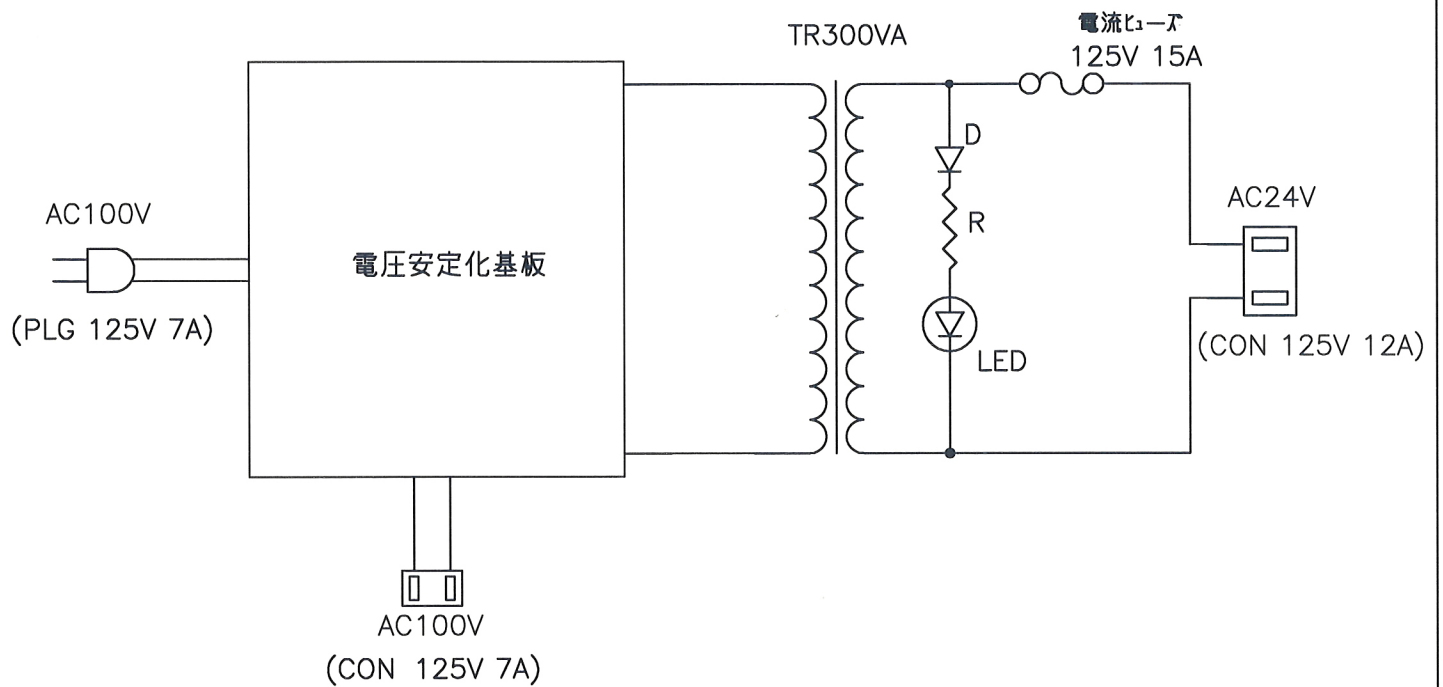 TR300VA
電流ヒューズ
125V 15A
AC100V
(PLG 125V 7A)
電圧安定化基板
D
R
LED
AC24V
(CON 125V 12A)
AC100V
(CON 125V 7A)